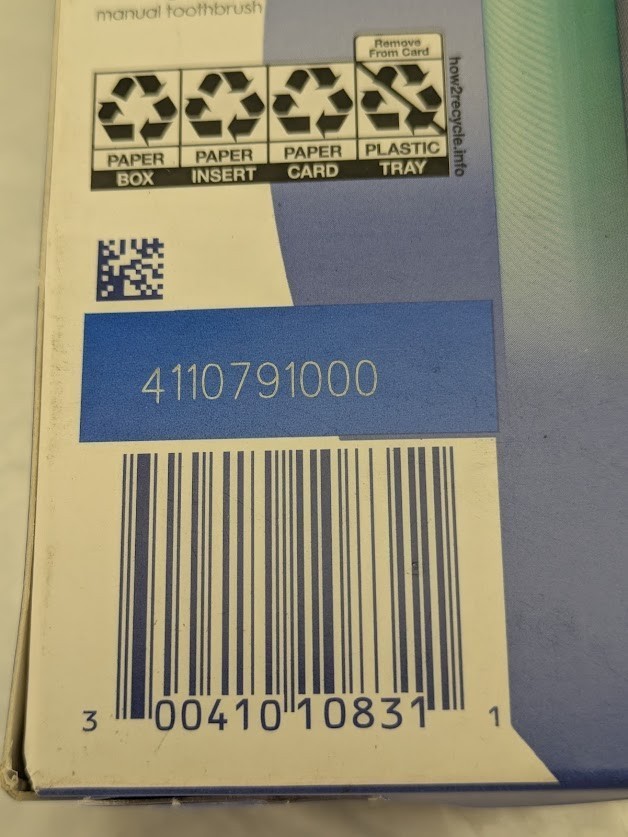 manual toothbrush
Remove
From Card
PAPER PAPER PAPER PLASTIC
BOX INSERT CARD TRAY
how2recycle.info
4110791000
3 00410 10831 1